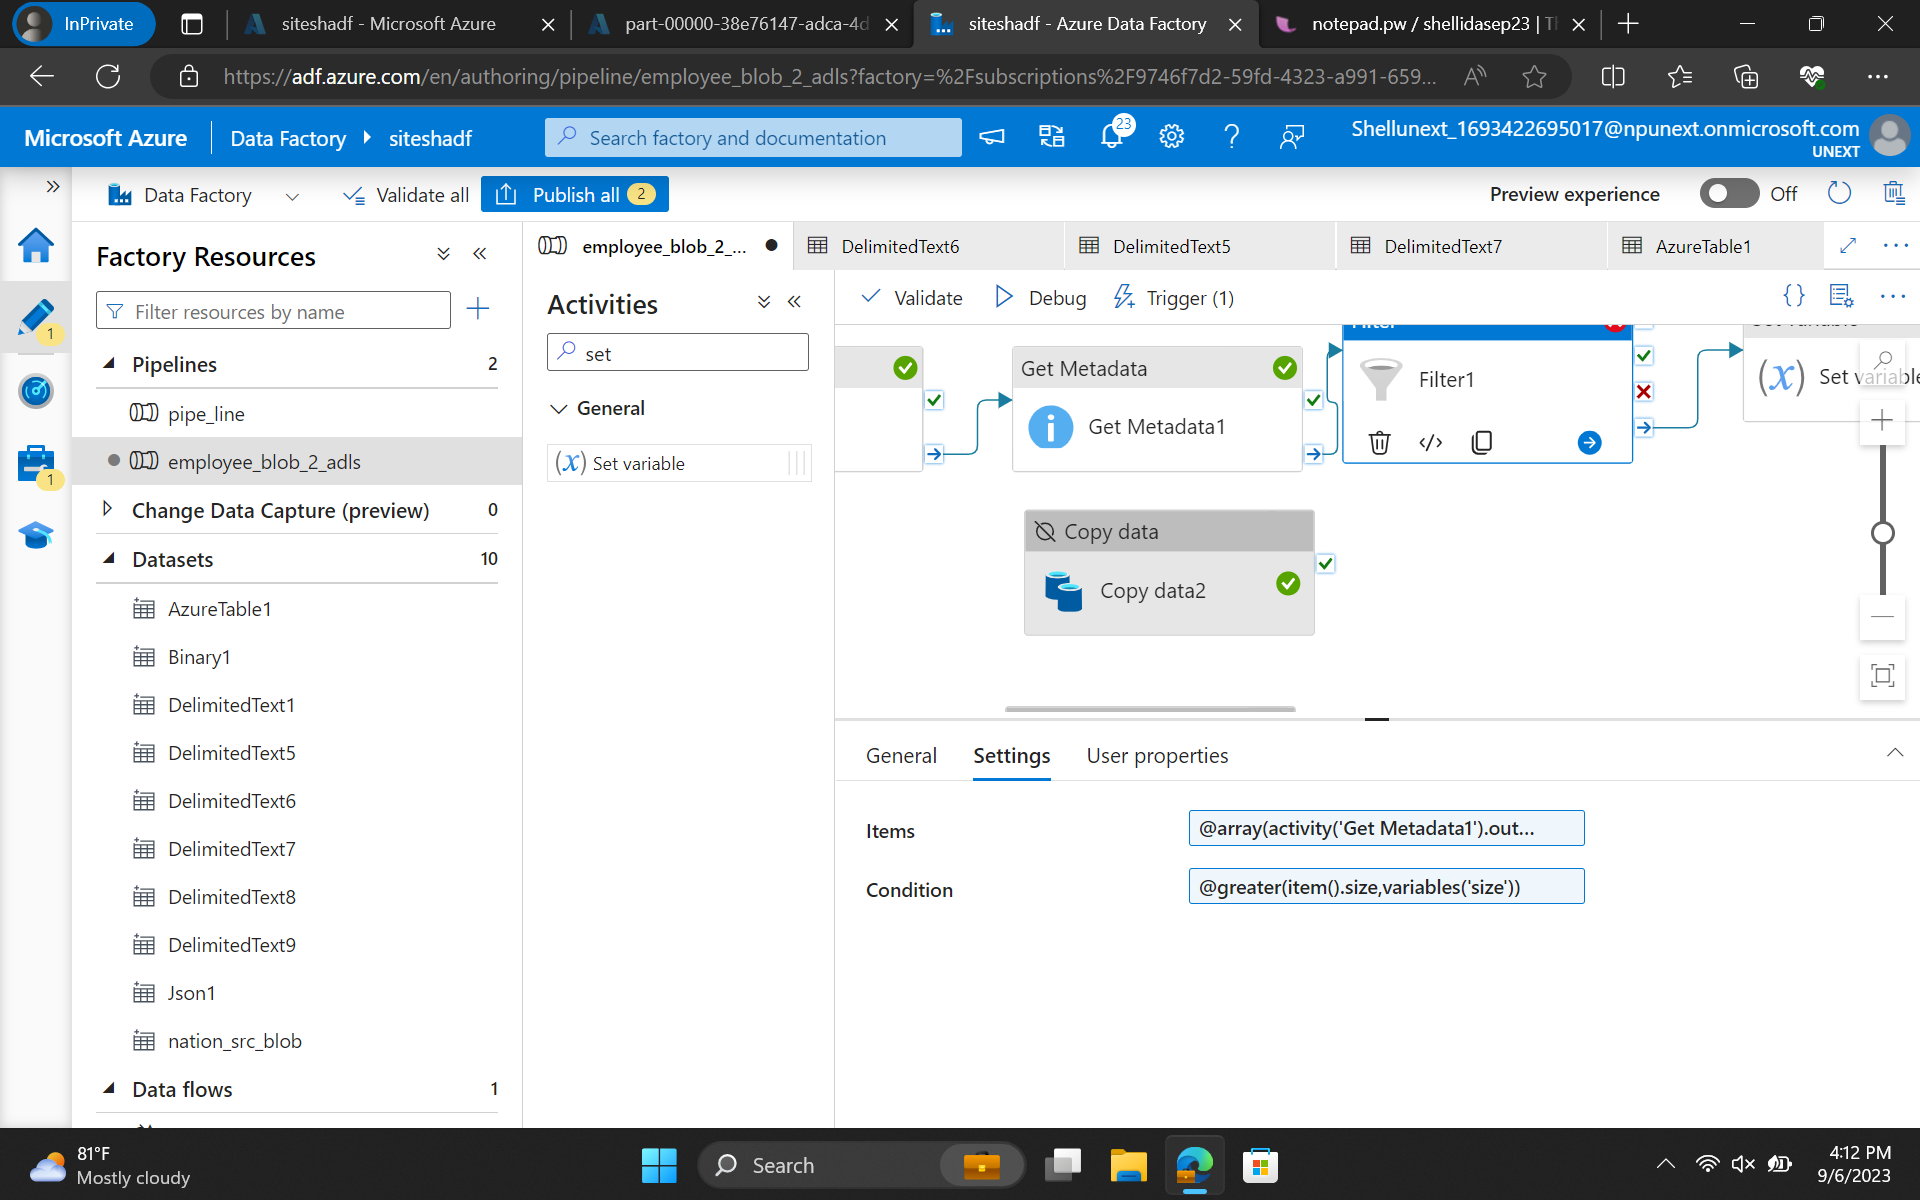 InPrivate
siteshadf - Microsoft Azure
part-00000-38e76147-adca-4d
siteshadf - Azure Data Factory
notepad.pw / shellidasep23 | Th
https://adf.azure.com/en/authoring/pipeline/employee_blob_2_adls?factory=%2Fsubscriptions%2F9746f7d2-59fd-4323-a991-659...
Microsoft Azure
Data Factory
siteshadf
Search factory and documentation
23
Shellunext_1693422695017@npunext.onmicrosoft.com
UNEXT
Data Factory
Validate all
Publish all 2
Preview experience
Off
Factory Resources
employee_blob_2_...
DelimitedText6
DelimitedText5
DelimitedText7
AzureTable1
Filter resources by name
1
Pipelines 2
pipe_line
employee_blob_2_adls
1
Change Data Capture (preview) 0
Datasets 10
AzureTable1
Binary1
DelimitedText1
DelimitedText5
DelimitedText6
DelimitedText7
DelimitedText8
DelimitedText9
Json1
nation_src_blob
Data flows 1
Activities
set
General
(x) Set variable
Validate
Debug
Trigger (1)
Get Metadata
Get Metadata1
Filter
Filter1
Set variable
(x) Set variable
Copy data
Copy data2
General
Settings
User properties
Items
@array(activity('Get Metadata1').out...
Condition
@greater(item().size,variables('size'))
81°F
Mostly cloudy
Search
4:12 PM
9/6/2023